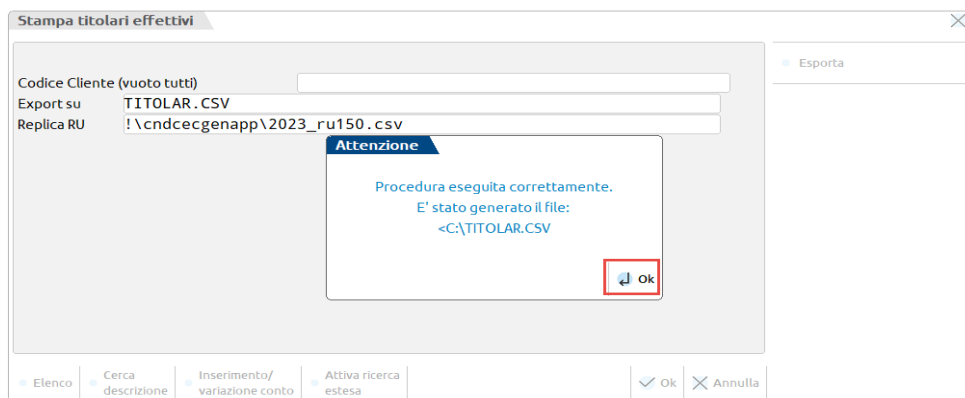 Stampa titolari effettivi
Esporta
Codice Cliente (vuoto tutti)
Export su TITOLAR.CSV
Replica RU !\cndcecgenapp\2023_ru150.csv
Attenzione
Procedura eseguita correttamente.
E' stato generato il file:
<C:\TITOLAR.CSV
Ok
Elenco
Cerca
descrizione
Inserimento/
variazione conto
Attiva ricerca
estesa
Ok
Annulla